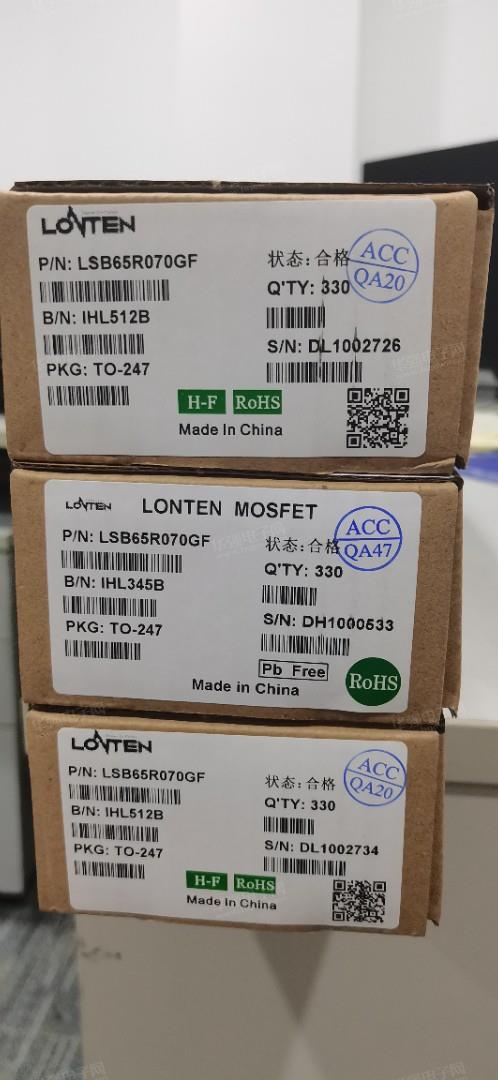 LONTEN
P/N: LSB65R070GF
状态：合格
ACC
QA20
Q'TY: 330
B/N: IHL512B
S/N: DL1002726
PKG: TO-247
H-F RoHS
Made In China
LONTEN LONTEN MOSFET
P/N: LSB65R070GF
状态：合格
ACC
QA47
Q'TY: 330
B/N: IHL345B
S/N: DH1000533
PKG: TO-247
Pb Free
RoHS
Made in China
LONTEN
P/N: LSB65R070GF
状态：合格
ACC
QA20
Q'TY: 330
B/N: IHL512B
S/N: DL1002734
PKG: TO-247
H-F RoHS
Made In China